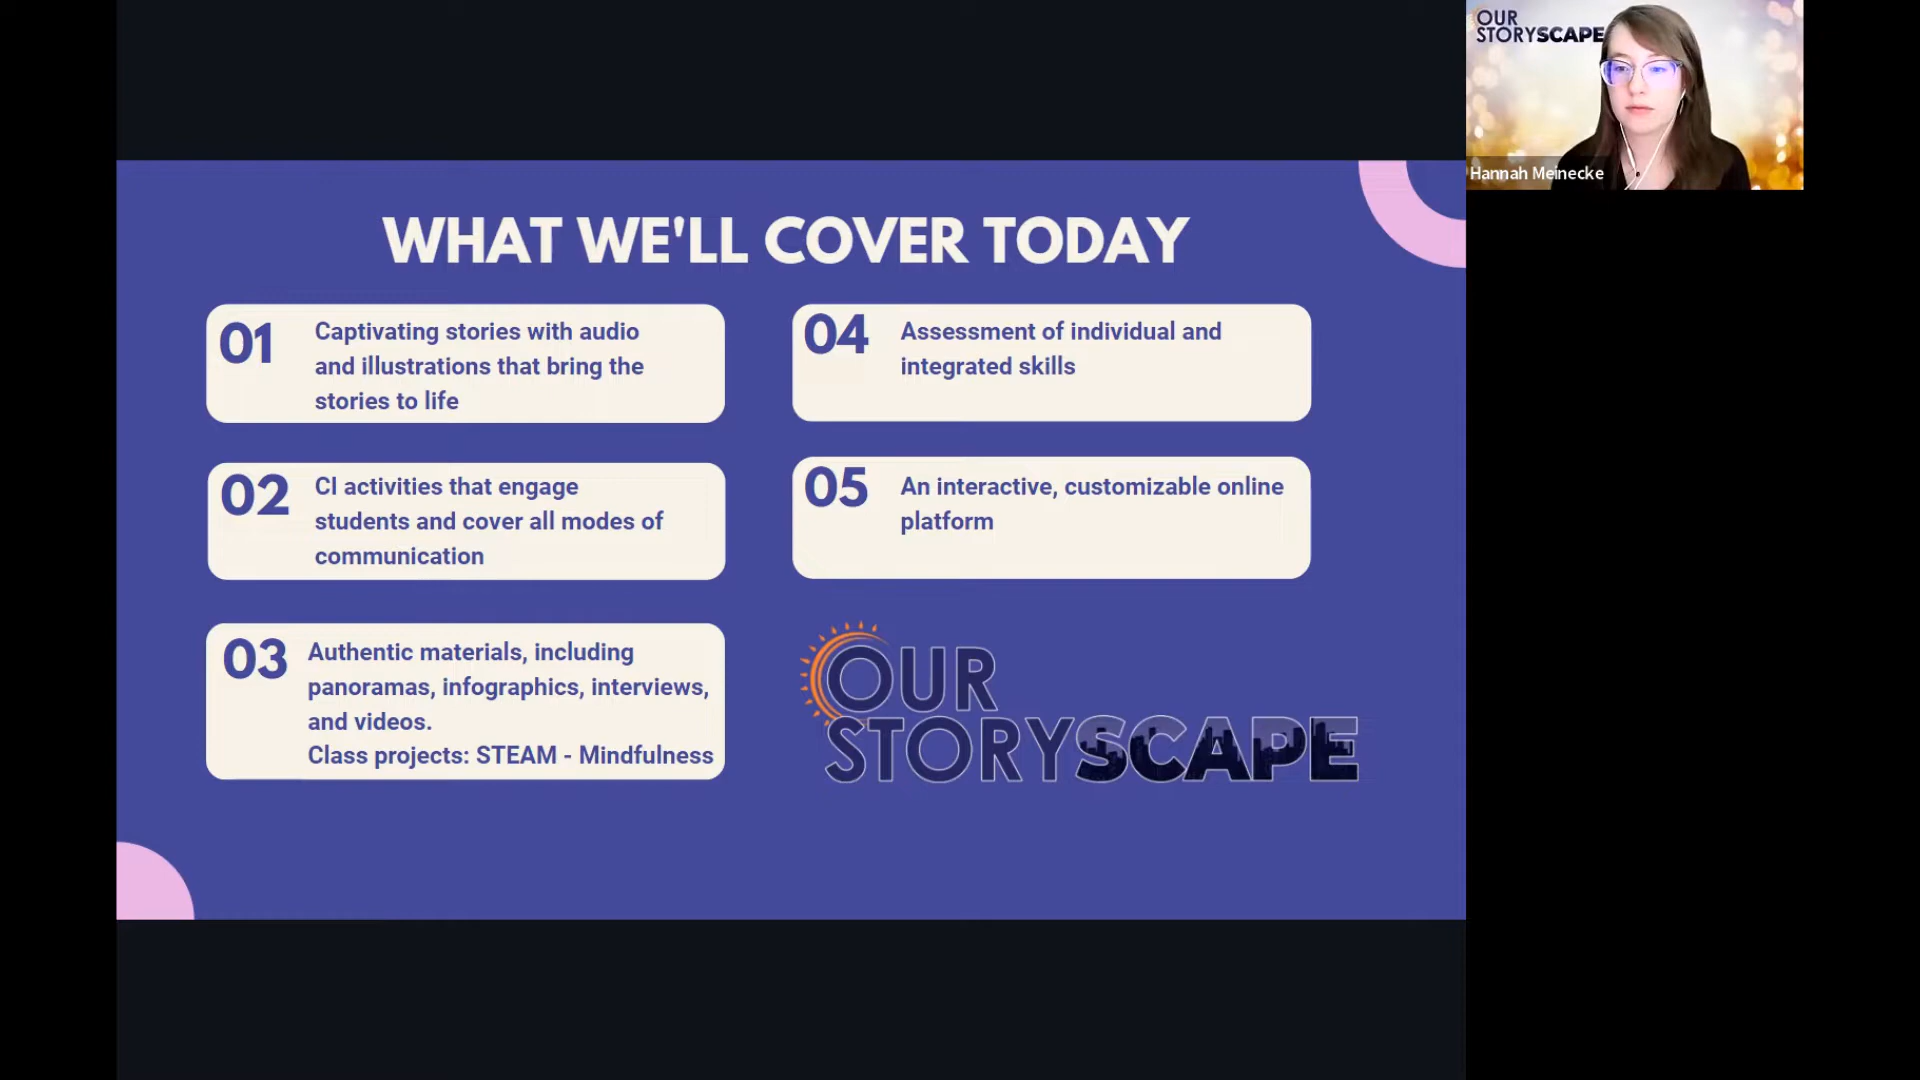 WHAT WE'LL COVER TODAY
01
Captivating stories with audio
and illustrations that bring the
stories to life
02
CI activities that engage
students and cover all modes of
communication
03
Authentic materials, including
panoramas, infographics, interviews,
and videos.
Class projects: STEAM - Mindfulness
04
Assessment of individual and
integrated skills
05
An interactive, customizable online
platform
OUR
STORYSCAPE
OUR
STORYSCAPE
Hannah Meinecke